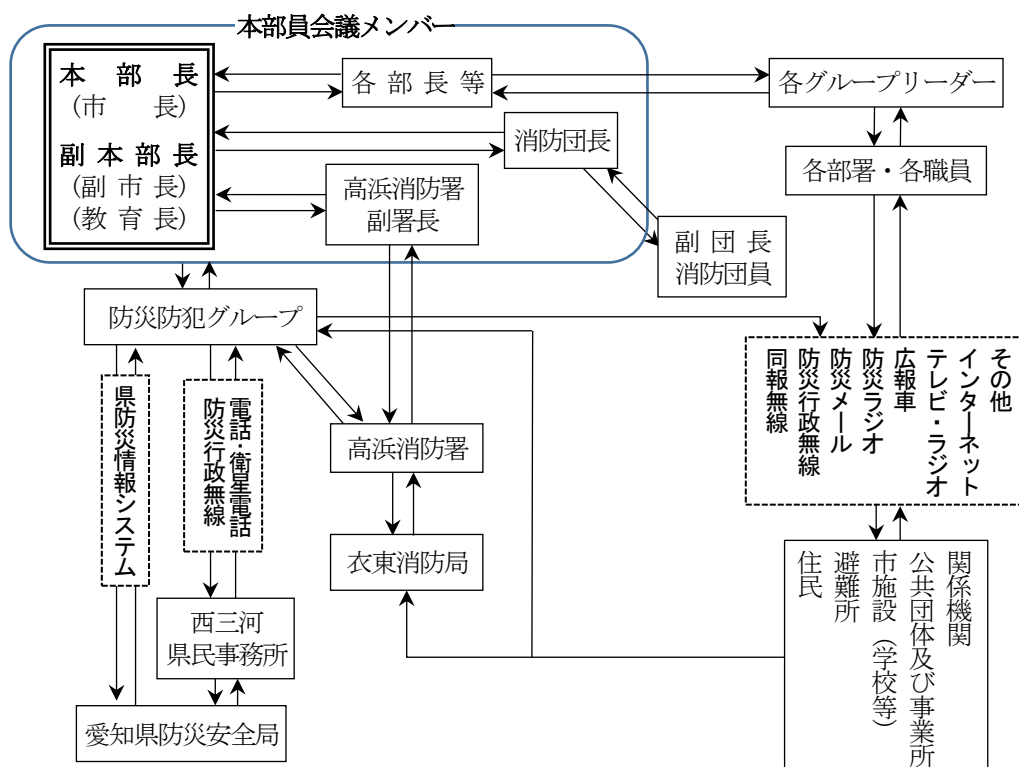 本部員会議メンバー
本部長
(市長)
副本部長
(副市長)
(教育長)
各部長等
消防団長
高浜消防署
副署長
各グループリーダー
各部署・各職員
副団長
消防団員
防災防犯グループ
県防災情報システム
電話・衛星電話
防災行政無線
高浜消防署
衣東消防局
西三河
県民事務所
愛知県防災安全局
その他
インターネット
テレビ・ラジオ
広報車
防災ラジオ
防災メール
防災行政無線
同報無線
関係機関
公共団体及び事業所
市施設（学校等）
避難所
住民